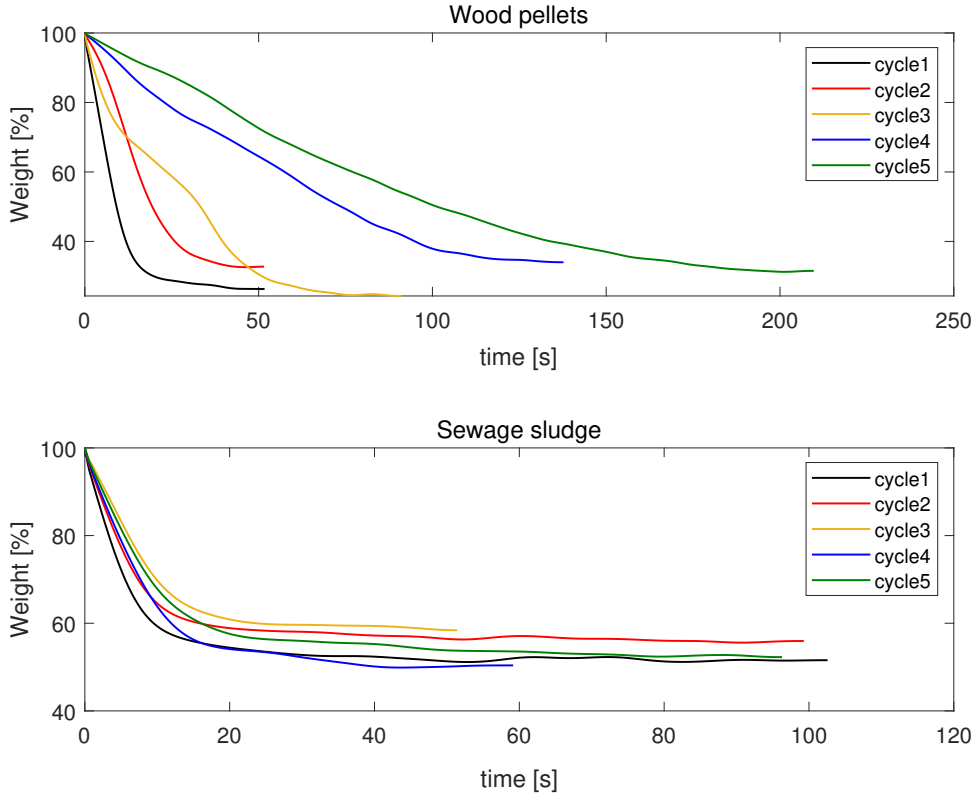 Wood pellets
100
80
60
40
Weight [%]
cycle1
cycle2
cycle3
cycle4
cycle5
0 50 100 150 200 250
time [s]
Sewage sludge
100
80
60
40
Weight [%]
cycle1
cycle2
cycle3
cycle4
cycle5
0 20 40 60 80 100 120
time [s]